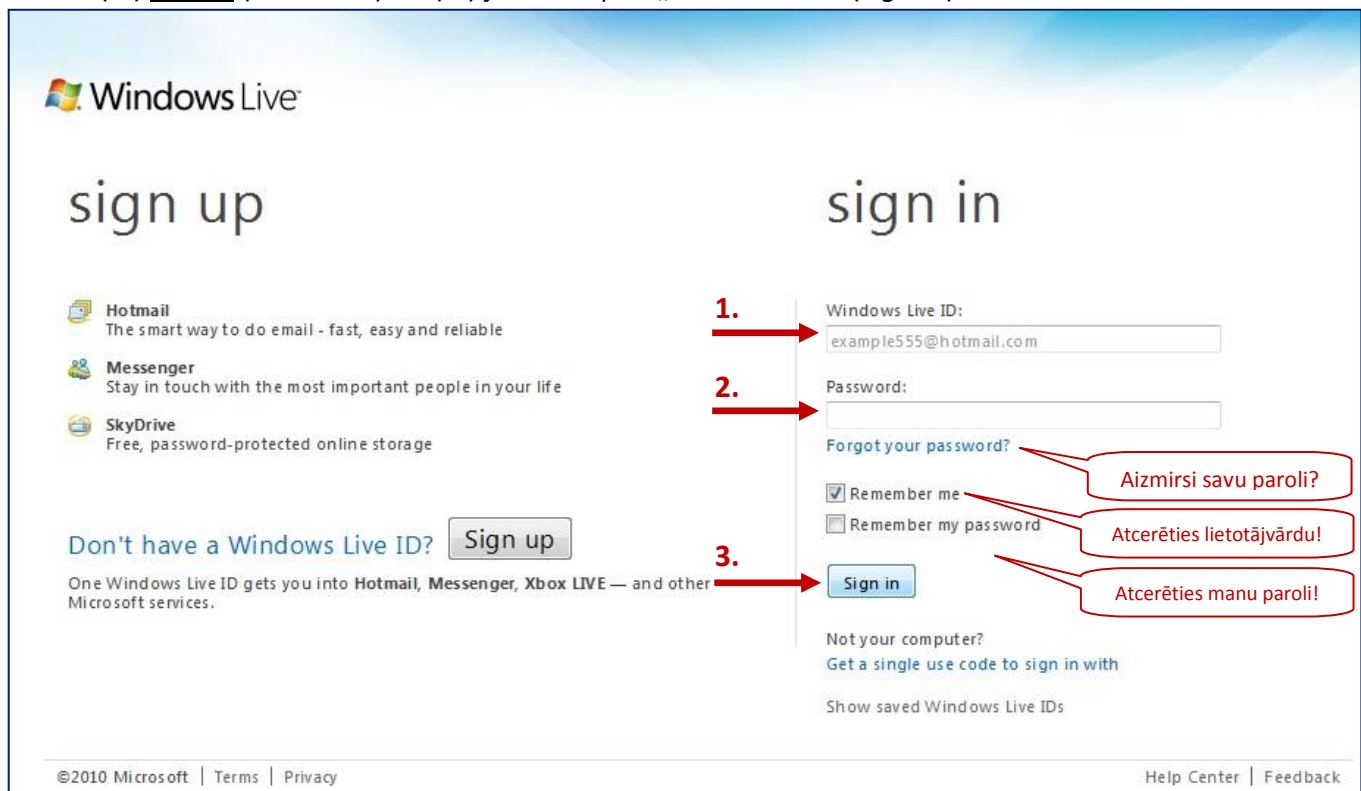 Windows Live
sign up
Hotmail
The smart way to do email - fast, easy and reliable
Messenger
Stay in touch with the most important people in your life
SkyDrive
Free, password-protected online storage
Don't have a Windows Live ID? Sign up
One Windows Live ID gets you into Hotmail, Messenger, Xbox LIVE — and other
Microsoft services.
sign in
1.
Windows Live ID:
example555@hotmail.com
2.
Password:
Forgot your password?
Aizmirsi savu paroli?
Remember me
Atcerēties lietotājvārdu!
Remember my password
Atcerēties manu paroli!
3.
Sign in
Not your computer?
Get a single use code to sign in with
Show saved Windows Live IDs
©2010 Microsoft | Terms | Privacy
Help Center | Feedback